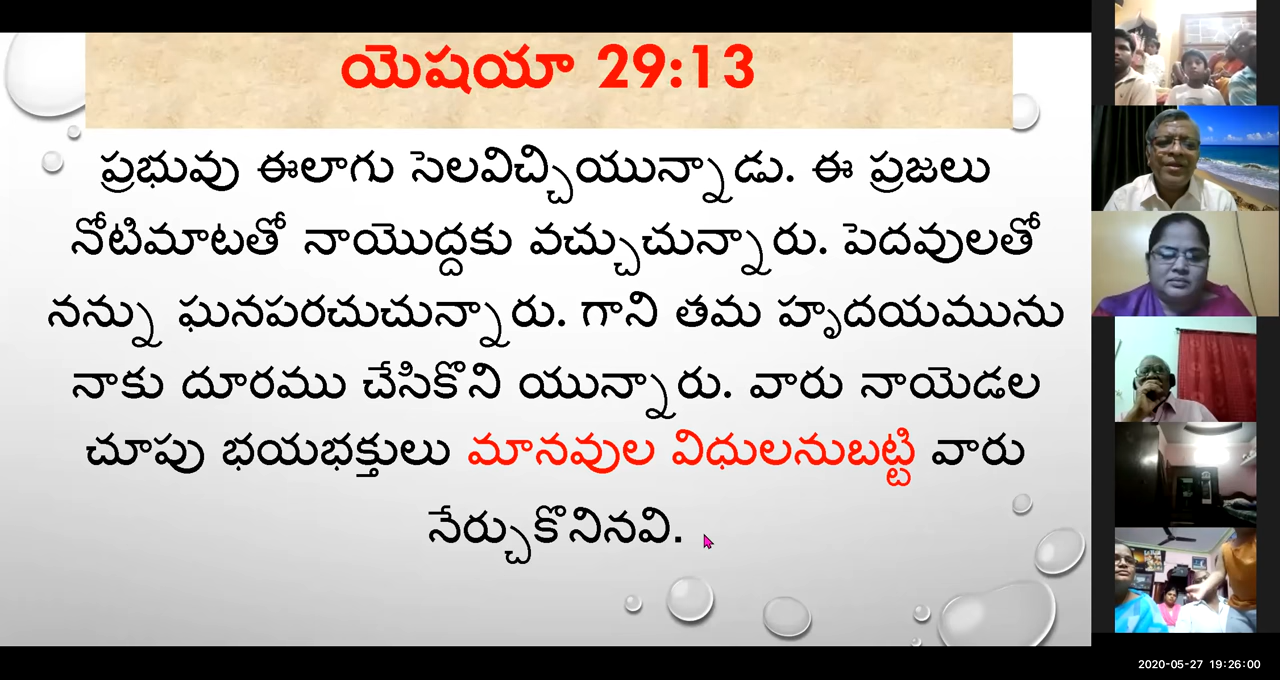 యెషయా 29:13
ప్రభువు ఈలాగు సెలవిచ్చియున్నాడు. ఈ ప్రజలు
నోటిమాటతో నాయొద్దకు వచ్చుచున్నారు. పెదవులతో
నన్ను ఘనపరచుచున్నారు. గాని తమ హృదయమును
నాకు దూరము చేసికొని యున్నారు. వారు నాయెడల
చూపు భయభక్తులు మానవుల విధులనుబట్టి వారు
నేర్చుకొనినవి.
2020-05-27 19:26:00